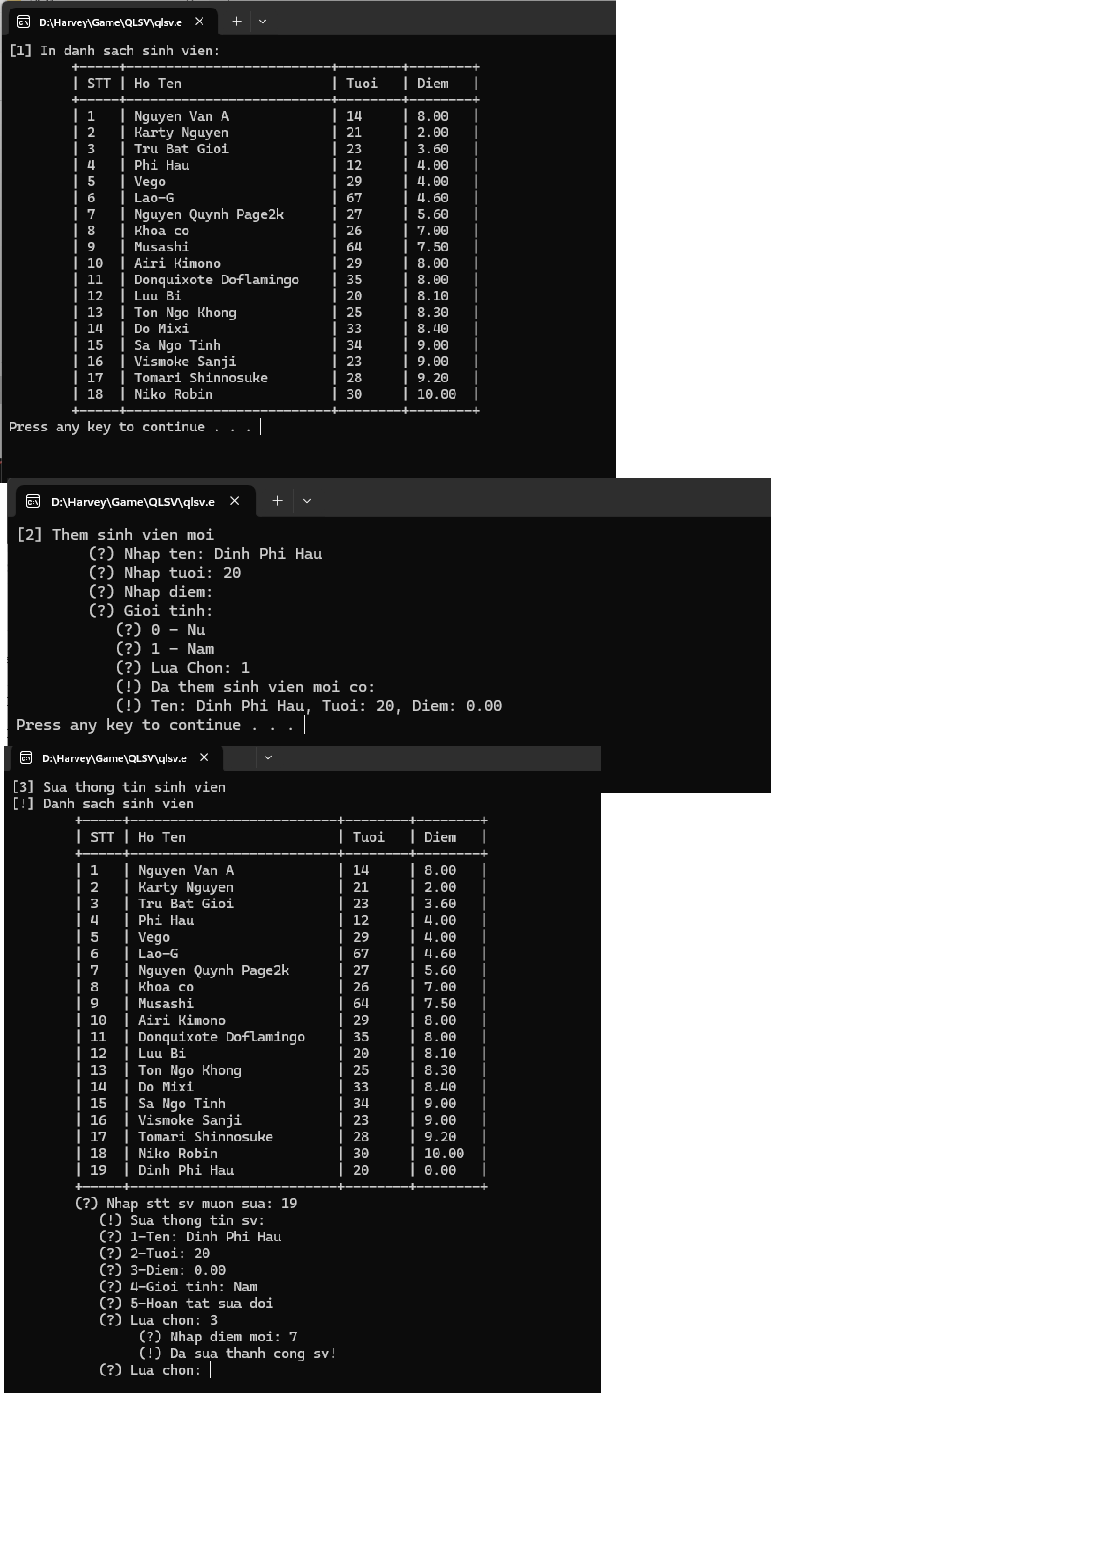 D:\Harvey\Game\QLSV\qlsv.e
[1] In danh sach sinh vien:
+-----+--------------------------+--------+--------+
| STT | Ho Ten | Tuoi | Diem |
+-----+--------------------------+--------+--------+
| 1 | Nguyen Van A | 14 | 8.00 |
| 2 | Karty Nguyen | 21 | 2.00 |
| 3 | Tru Bat Gioi | 23 | 3.60 |
| 4 | Phi Hau | 12 | 4.00 |
| 5 | Vego | 29 | 4.00 |
| 6 | Lao-G | 67 | 4.60 |
| 7 | Nguyen Quynh Page2k | 27 | 5.60 |
| 8 | Khoa co | 26 | 7.00 |
| 9 | Musashi | 64 | 7.50 |
| 10 | Airi Kimono | 29 | 8.00 |
| 11 | Donquixote Doflamingo | 35 | 8.00 |
| 12 | Luu Bi | 20 | 8.10 |
| 13 | Ton Ngo Khong | 25 | 8.30 |
| 14 | Do Mixi | 33 | 8.40 |
| 15 | Sa Ngo Tinh | 34 | 9.00 |
| 16 | Vismoke Sanji | 23 | 9.00 |
| 17 | Tomari Shinnosuke | 28 | 9.20 |
| 18 | Niko Robin | 30 | 10.00 |
+-----+--------------------------+--------+--------+
Press any key to continue . . .
D:\Harvey\Game\QLSV\qlsv.e
[2] Them sinh vien moi
(?) Nhap ten: Dinh Phi Hau
(?) Nhap tuoi: 20
(?) Nhap diem:
(?) Gioi tinh:
(?) 0 - Nu
(?) 1 - Nam
(?) Lua Chon: 1
(!) Da them sinh vien moi co:
(!) Ten: Dinh Phi Hau, Tuoi: 20, Diem: 0.00
Press any key to continue . . .
D:\Harvey\Game\QLSV\qlsv.e
[3] Sua thong tin sinh vien
[!] Danh sach sinh vien
+-----+--------------------------+--------+--------+
| STT | Ho Ten | Tuoi | Diem |
+-----+--------------------------+--------+--------+
| 1 | Nguyen Van A | 14 | 8.00 |
| 2 | Karty Nguyen | 21 | 2.00 |
| 3 | Tru Bat Gioi | 23 | 3.60 |
| 4 | Phi Hau | 12 | 4.00 |
| 5 | Vego | 29 | 4.00 |
| 6 | Lao-G | 67 | 4.60 |
| 7 | Nguyen Quynh Page2k | 27 | 5.60 |
| 8 | Khoa co | 26 | 7.00 |
| 9 | Musashi | 64 | 7.50 |
| 10 | Airi Kimono | 29 | 8.00 |
| 11 | Donquixote Doflamingo | 35 | 8.00 |
| 12 | Luu Bi | 20 | 8.10 |
| 13 | Ton Ngo Khong | 25 | 8.30 |
| 14 | Do Mixi | 33 | 8.40 |
| 15 | Sa Ngo Tinh | 34 | 9.00 |
| 16 | Vismoke Sanji | 23 | 9.00 |
| 17 | Tomari Shinnosuke | 28 | 9.20 |
| 18 | Niko Robin | 30 | 10.00 |
| 19 | Dinh Phi Hau | 20 | 0.00 |
+-----+--------------------------+--------+--------+
(?) Nhap stt sv muon sua: 19
(!) Sua thong tin sv:
(?) 1-Ten: Dinh Phi Hau
(?) 2-Tuoi: 20
(?) 3-Diem: 0.00
(?) 4-Gioi tinh: Nam
(?) 5-Hoan tat sua doi
(?) Lua chon: 3
(?) Nhap diem moi: 7
(!) Da sua thanh cong sv!
(?) Lua chon: